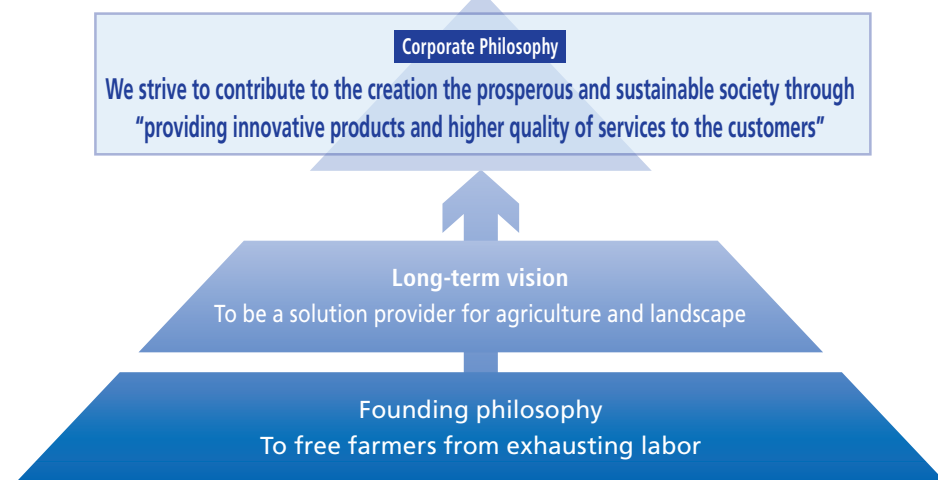 Corporate Philosophy
We strive to contribute to the creation the prosperous and sustainable society through
“providing innovative products and higher quality of services to the customers”
Long-term vision
To be a solution provider for agriculture and landscape
Founding philosophy
To free farmers from exhausting labor